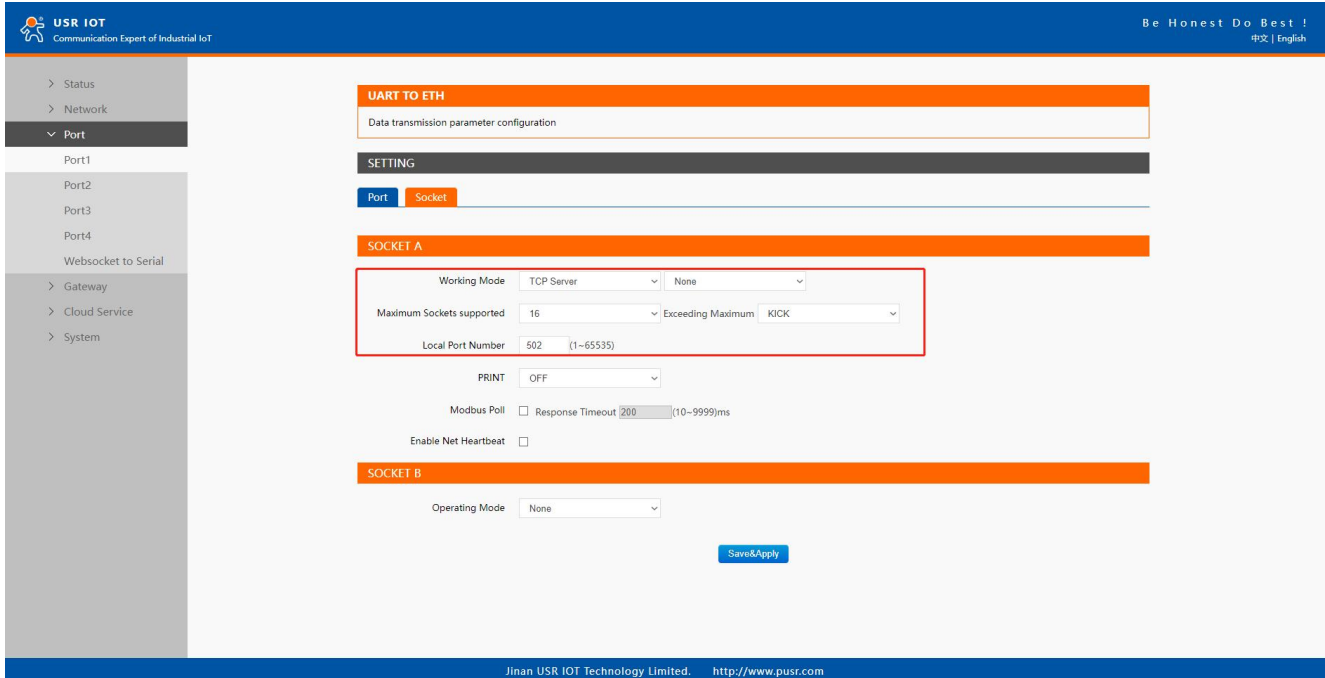 USR IOT
Communication Expert of Industrial IoT
Be Honest Do Best !
中文 | English
Status
Network
Port
Port1
Port2
Port3
Port4
Websocket to Serial
Gateway
Cloud Service
System
UART TO ETH
Data transmission parameter configuration
SETTING
Port Socket
SOCKET A
Working Mode TCP Server None
Maximum Sockets supported 16 Exceeding Maximum KICK
Local Port Number 502 (1~65535)
PRINT OFF
Modbus Poll Response Timeout 200 (10~9999)ms
Enable Net Heartbeat
SOCKET B
Operating Mode None
Save&Apply
Jinan USR IOT Technology Limited. http://www.pusr.com